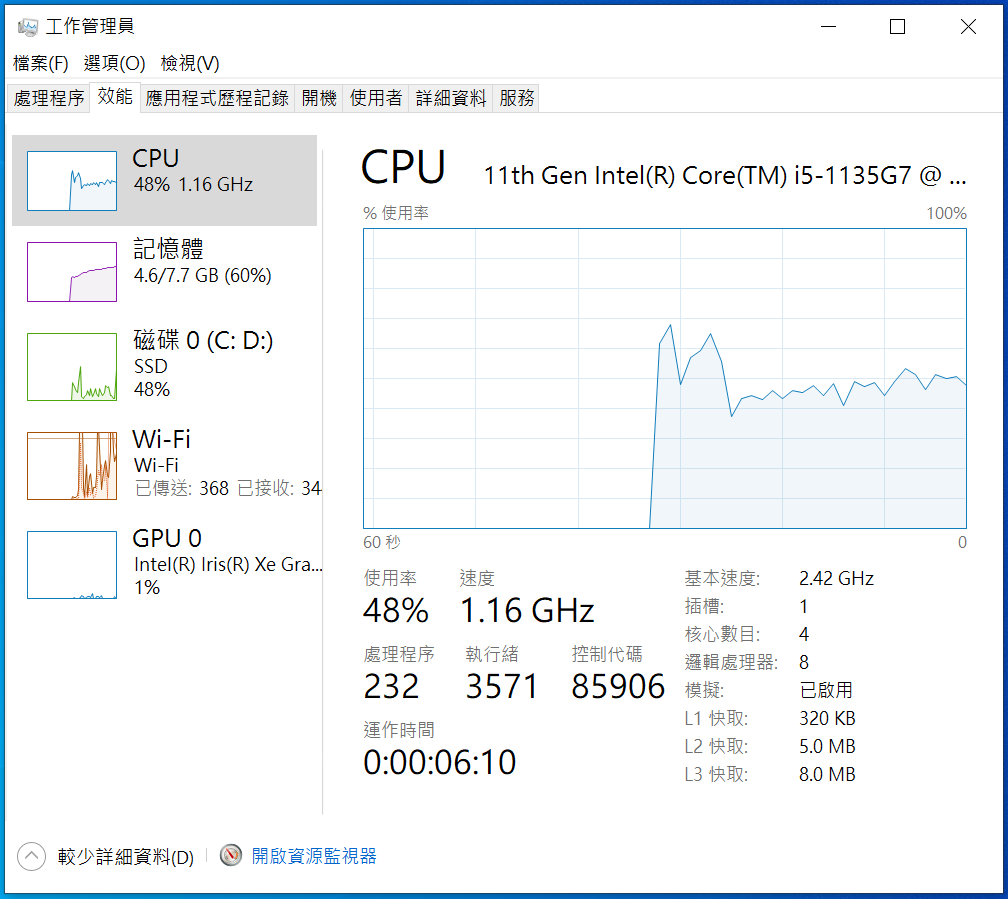 工作管理員
檔案(F) 選項(O) 檢視(V)
處理程序 效能 應用程式歷程記錄 開機 使用者 詳細資料 服務
CPU
48% 1.16 GHz
記憶體
4.6/7.7 GB (60%)
磁碟 0 (C: D:)
SSD
48%
Wi-Fi
Wi-Fi
已傳送: 368 已接收: 34
GPU 0
Intel(R) Iris(R) Xe Gra...
1%
CPU 11th Gen Intel(R) Core(TM) i5-1135G7 @ ...
% 使用率 100%
60 秒 0
使用率 速度
48% 1.16 GHz
處理程序 執行緒 控制代碼
232 3571 85906
運作時間
0:00:06:10
基本速度: 2.42 GHz
插槽: 1
核心數目: 4
邏輯處理器: 8
模擬: 已啟用
L1 快取: 320 KB
L2 快取: 5.0 MB
L3 快取: 8.0 MB
較少詳細資料(D) 開啟資源監視器